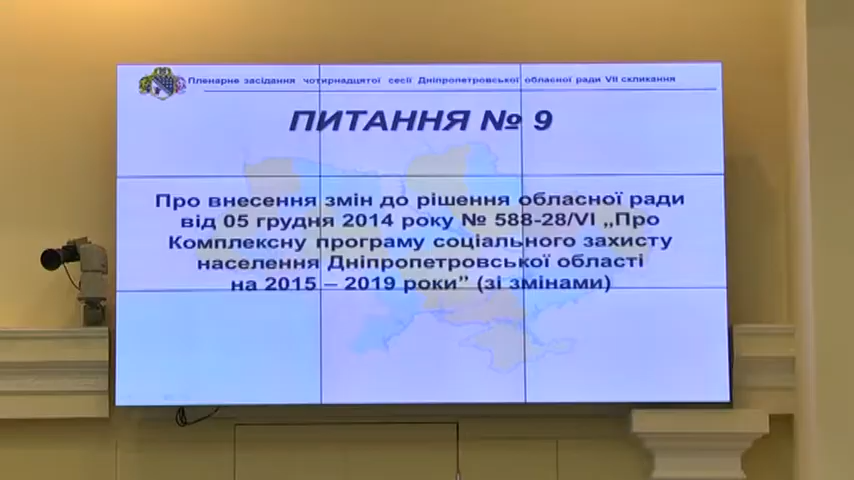 Пленарне засідання чотирнадцятої сесії Дніпропетровської обласної ради VII скликання
ПИТАННЯ № 9
Про внесення змін до рішення обласної ради
від 05 грудня 2014 року № 588-28/VI „Про
Комплексну програму соціального захисту
населення Дніпропетровської області
на 2015 – 2019 роки” (зі змінами)